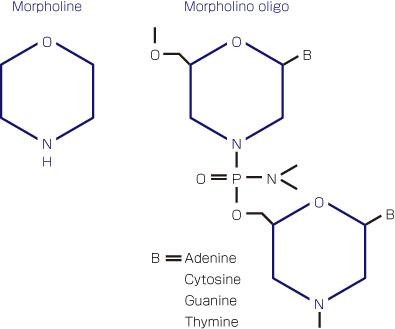 Morpholine
Morpholino oligo
O
N
H
O
O
B
N
O
P
N
O
O
B
N
B = Adenine
Cytosine
Guanine
Thymine